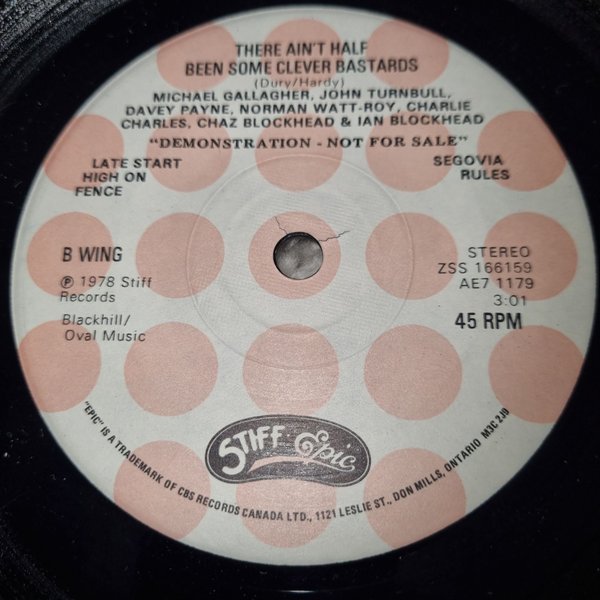 THERE AIN'T HALF
BEEN SOME CLEVER BASTARDS
(Dury/Hardy)
MICHAEL GALLAGHER, JOHN TURNBULL,
DAVEY PAYNE, NORMAN WATT-ROY, CHARLIE
CHARLES, CHAZ BLOCKHEAD & IAN BLOCKHEAD
"DEMONSTRATION - NOT FOR SALE"
LATE START
HIGH ON
FENCE
SEGOVIA
RULES
B WING
℗ 1978 Stiff
Records
Blackhill/
Oval Music
STEREO
ZSS 166159
AE7 1179
3:01
45 RPM
STIFF Epic
"EPIC" IS A TRADEMARK OF CBS RECORDS CANADA LTD., 1121 LESLIE ST., DON MILLS, ONTARIO M3C 2J9